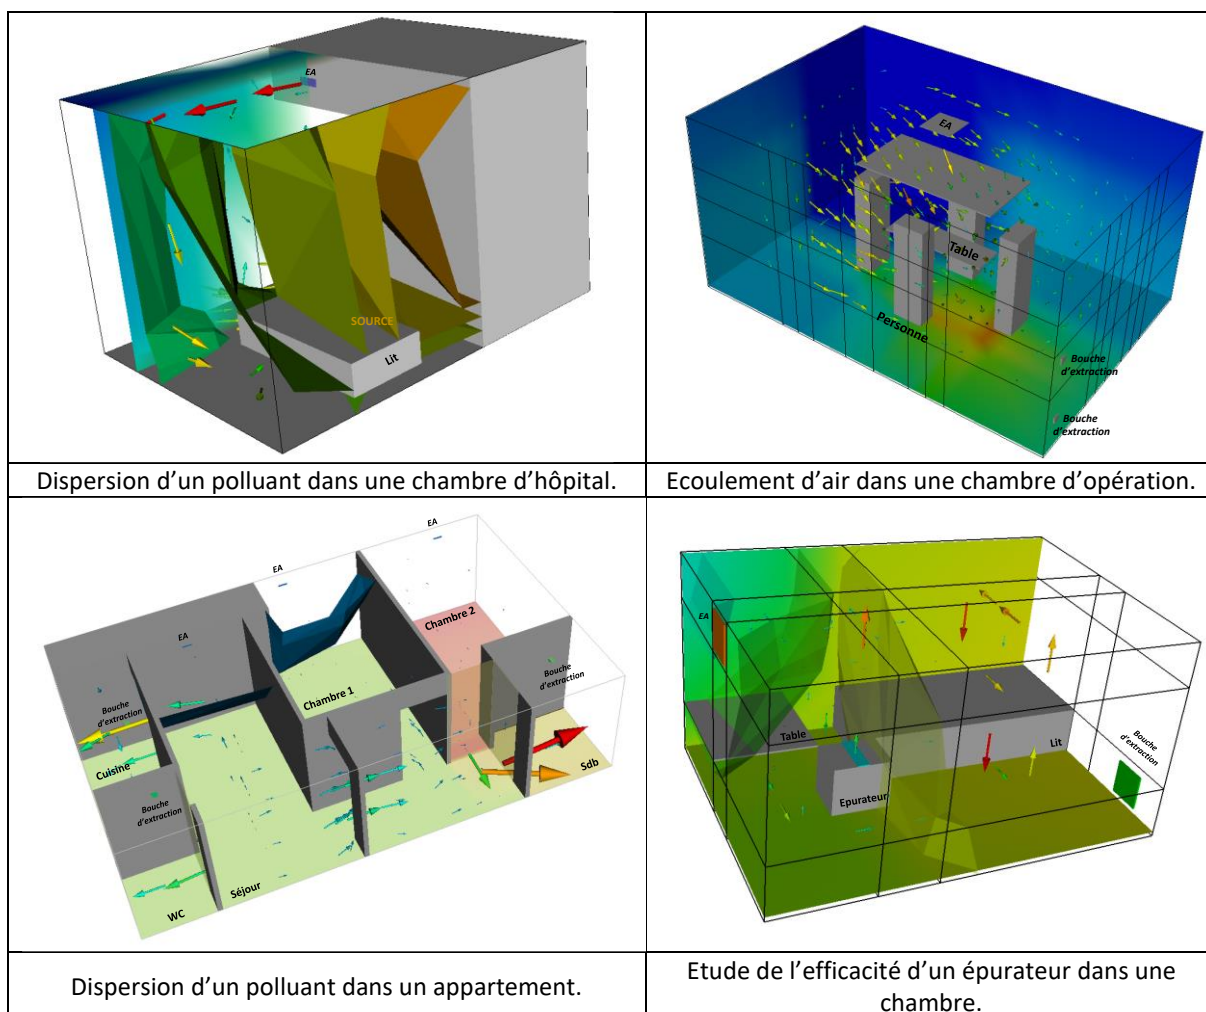 EA
SOURCE
Lit
EA
Table
Personne
Bouche
d’extraction
Bouche
d’extraction
Dispersion d’un polluant dans une chambre d’hôpital.
Ecoulement d’air dans une chambre d’opération.
EA
EA
EA
Chambre 2
Bouche
d’extraction
Chambre 1
Bouche
d’extraction
Cuisine
Sdb
Bouche
d’extraction
Séjour
WC
EA
Table
Lit
Bouche
d’extraction
Epurateur
Dispersion d’un polluant dans un appartement.
Etude de l’efficacité d’un épurateur dans une
chambre.